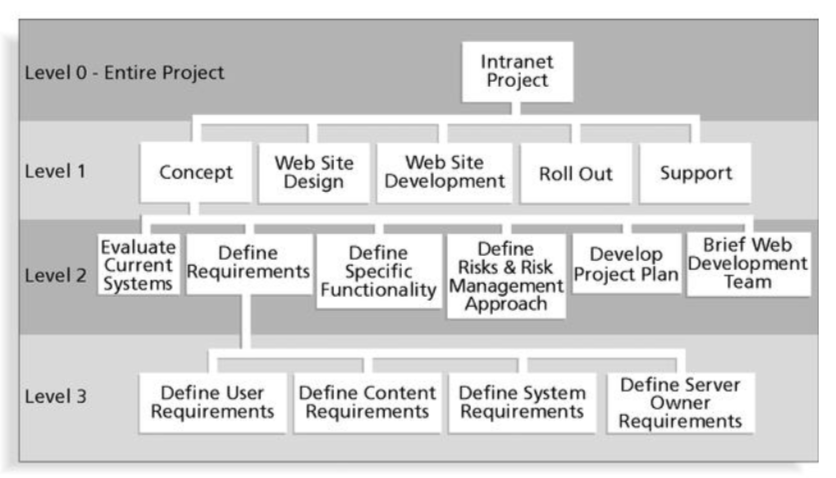 Level 0 - Entire Project
Intranet
Project
Level 1
Concept
Web Site
Design
Web Site
Development
Roll Out
Support
Level 2
Evaluate
Current
Systems
Define
Requirements
Define
Specific
Functionality
Define
Risks & Risk
Management
Approach
Develop
Project Plan
Brief Web
Development
Team
Level 3
Define User
Requirements
Define Content
Requirements
Define System
Requirements
Define Server
Owner
Requirements